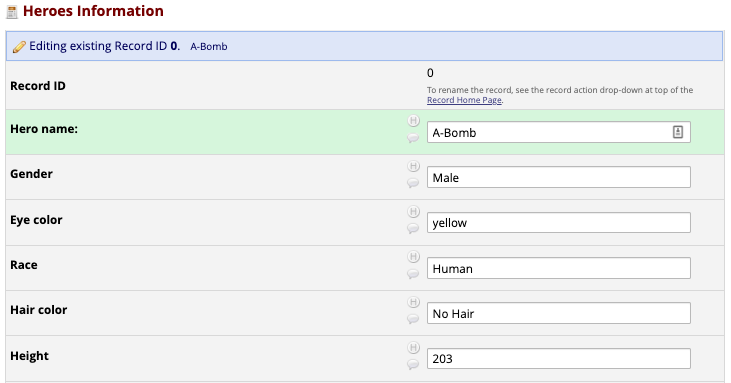 Heroes Information
Editing existing Record ID 0. A-Bomb
Record ID
0
To rename the record, see the record action drop-down at top of the
Record Home Page.
Hero name:
H
A-Bomb
Gender
H
Male
Eye color
H
yellow
Race
H
Human
Hair color
H
No Hair
Height
H
203